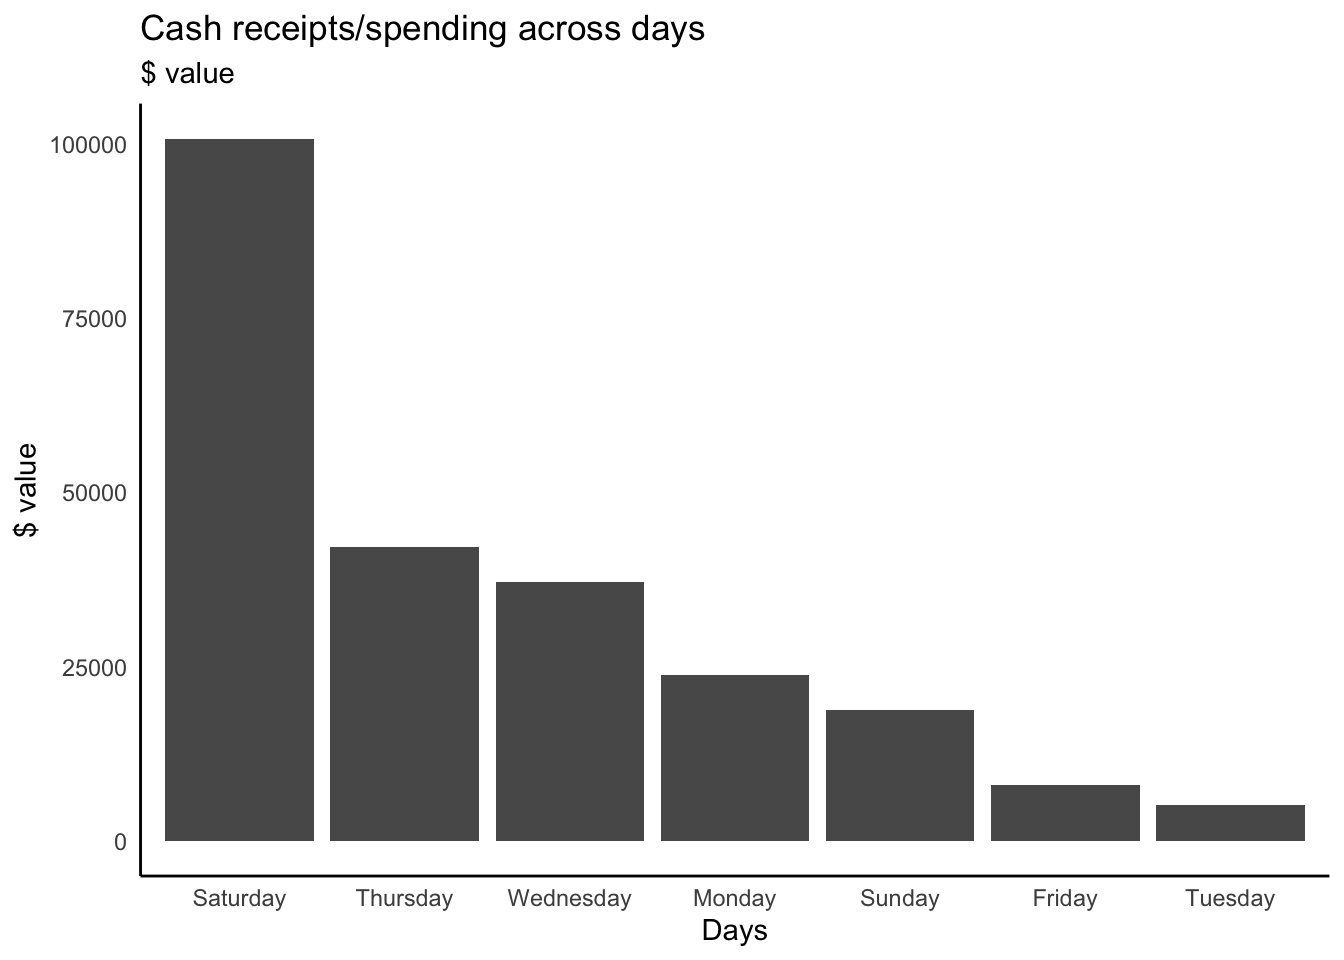 Cash receipts/spending across days
$ value
100000
75000
50000
25000
0
$ value
Saturday Thursday Wednesday Monday Sunday Friday Tuesday
Days